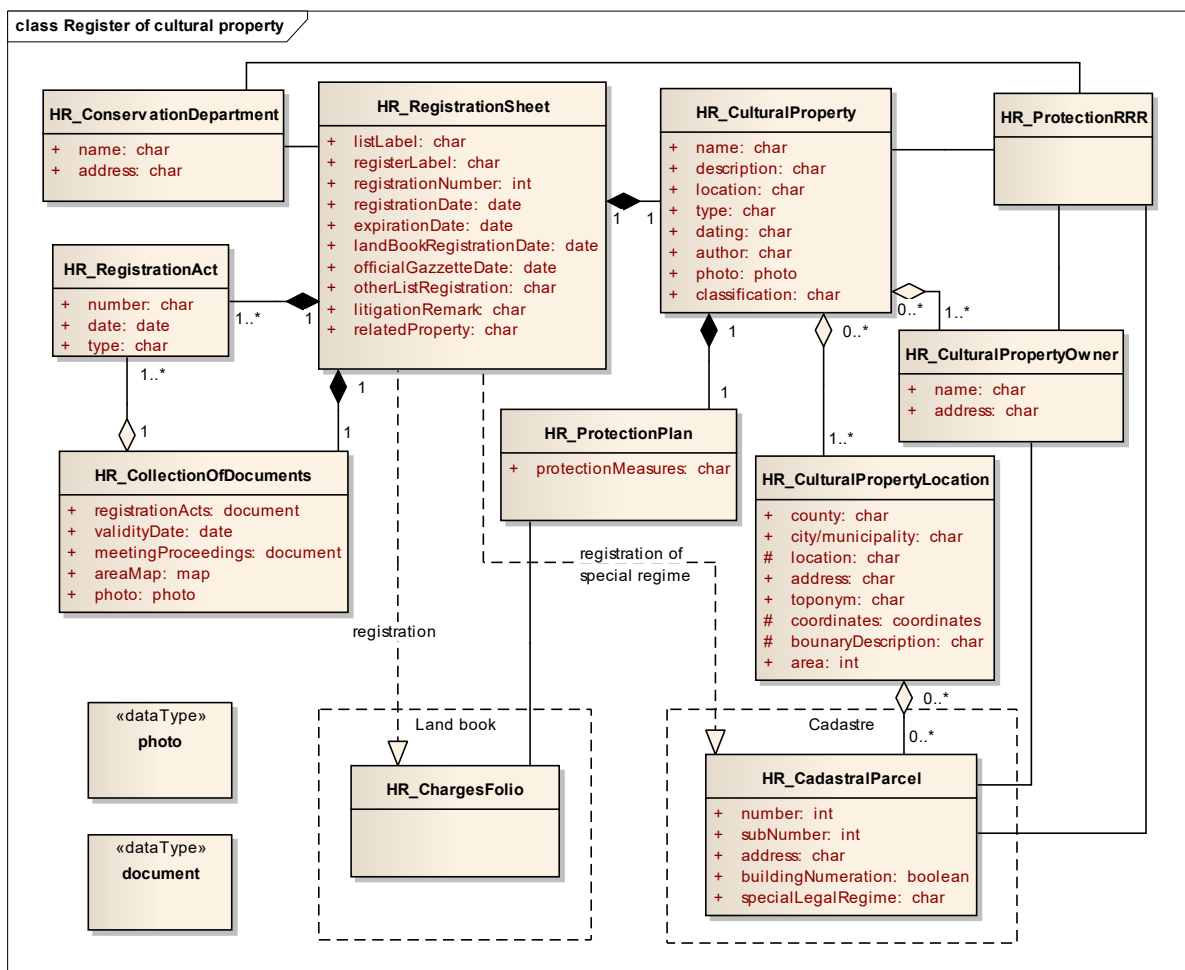 class Register of cultural property
HR_ConservationDepartment
+ name: char
+ address: char
HR_RegistrationSheet
+ listLabel: char
+ registerLabel: char
+ registrationNumber: int
+ registrationDate: date
+ expirationDate: date
+ landBookRegistrationDate: date
+ officialGazzetteDate: date
+ otherListRegistration: char
+ litigationRemark: char
+ relatedProperty: char
HR_CulturalProperty
+ name: char
+ description: char
+ location: char
+ type: char
+ dating: char
+ author: char
+ photo: photo
+ classification: char
HR_ProtectionRRR
1
1
HR_RegistrationAct
+ number: char
+ date: date
+ type: char
1..*
1
0..*
1..*
HR_CulturalPropertyOwner
+ name: char
+ address: char
1..*
1
1
1
HR_CollectionOfDocuments
+ registrationActs: document
+ validityDate: date
+ meetingProceedings: document
+ areaMap: map
+ photo: photo
1
1
HR_ProtectionPlan
+ protectionMeasures: char
0..*
1..*
HR_CulturalPropertyLocation
+ county: char
+ city/municipality: char
# location: char
+ address: char
+ toponym: char
# coordinates: coordinates
# bounaryDescription: char
+ area: int
registration of
special regime
registration
0..*
0..*
«dataType»
photo
«dataType»
document
Land book
HR_ChargesFolio
Cadastre
HR_CadastralParcel
+ number: int
+ subNumber: int
+ address: char
+ buildingNumeration: boolean
+ specialLegalRegime: char